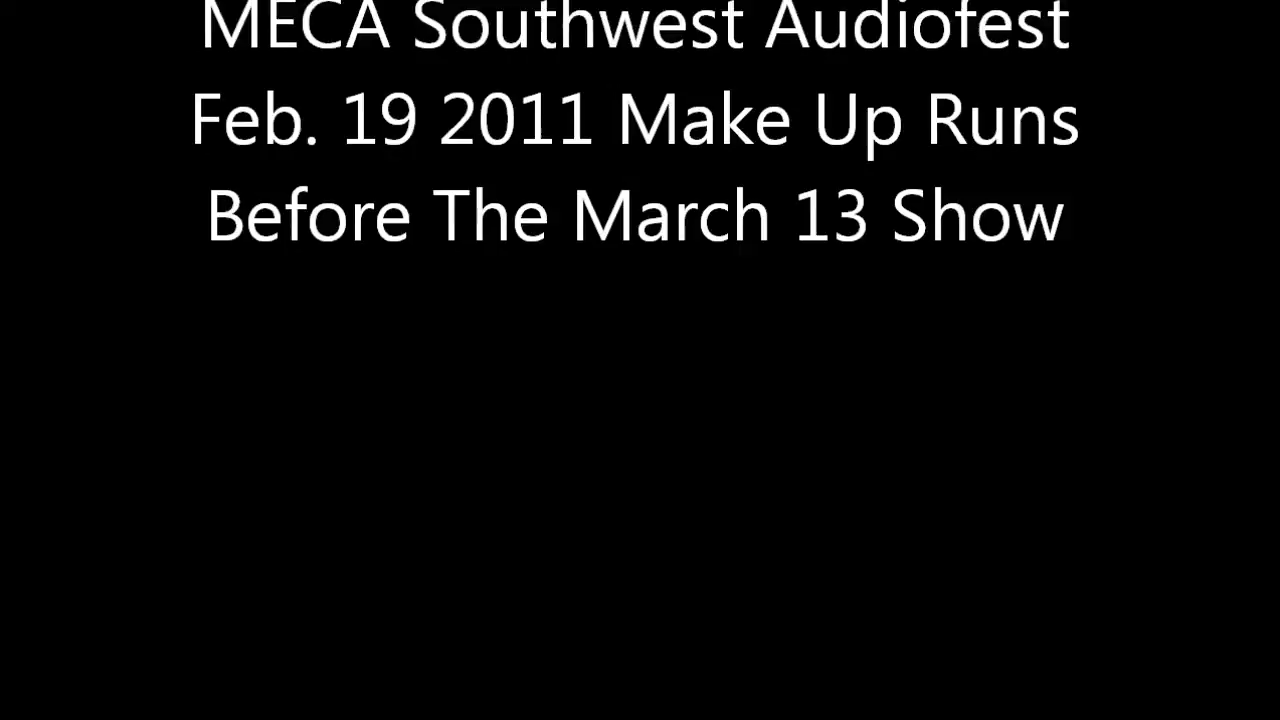 MECA Southwest Audiofest
Feb. 19 2011 Make Up Runs
Before The March 13 Show